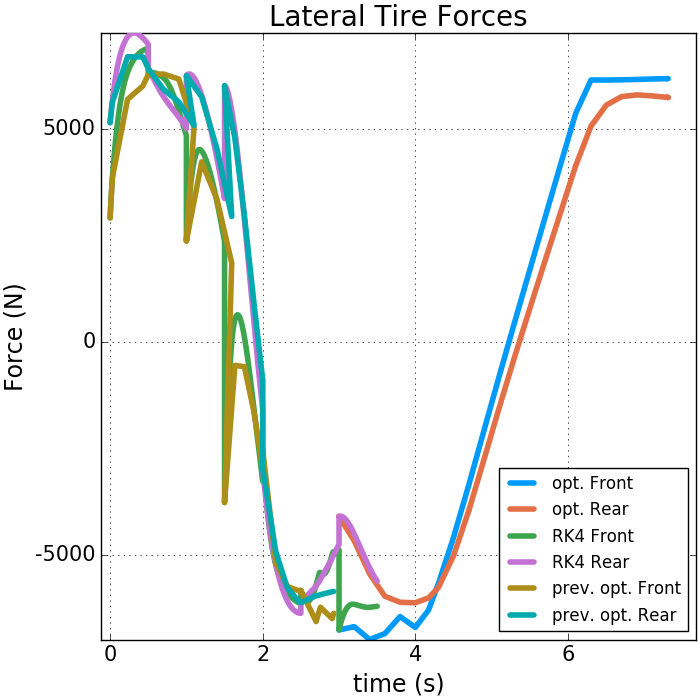 Lateral Tire Forces
Force (N)
5000
0
-5000
opt. Front
opt. Rear
RK4 Front
RK4 Rear
prev. opt. Front
prev. opt. Rear
0 2 4 6
time (s)